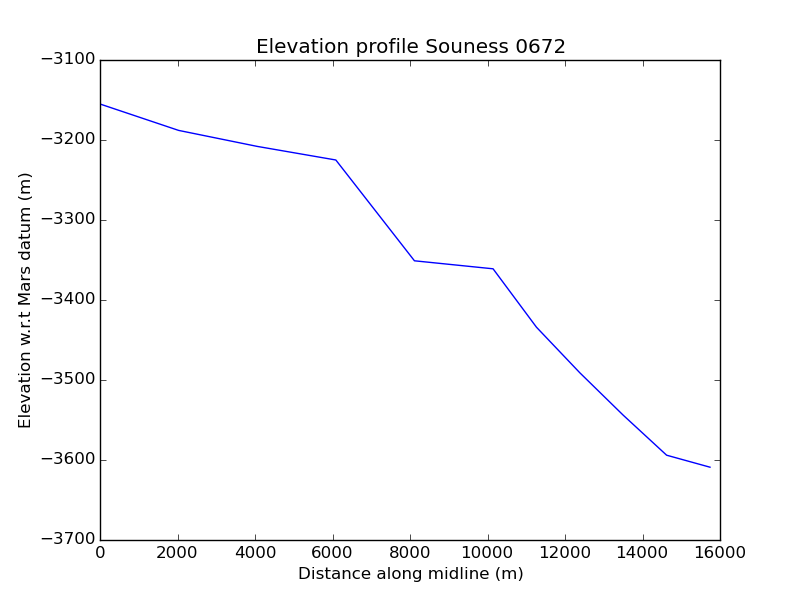 Elevation profile Souness 0672
−3100
−3200
−3300
−3400
−3500
−3600
−3700
Elevation w.r.t Mars datum (m)
0 2000 4000 6000 8000 10000 12000 14000 16000
Distance along midline (m)